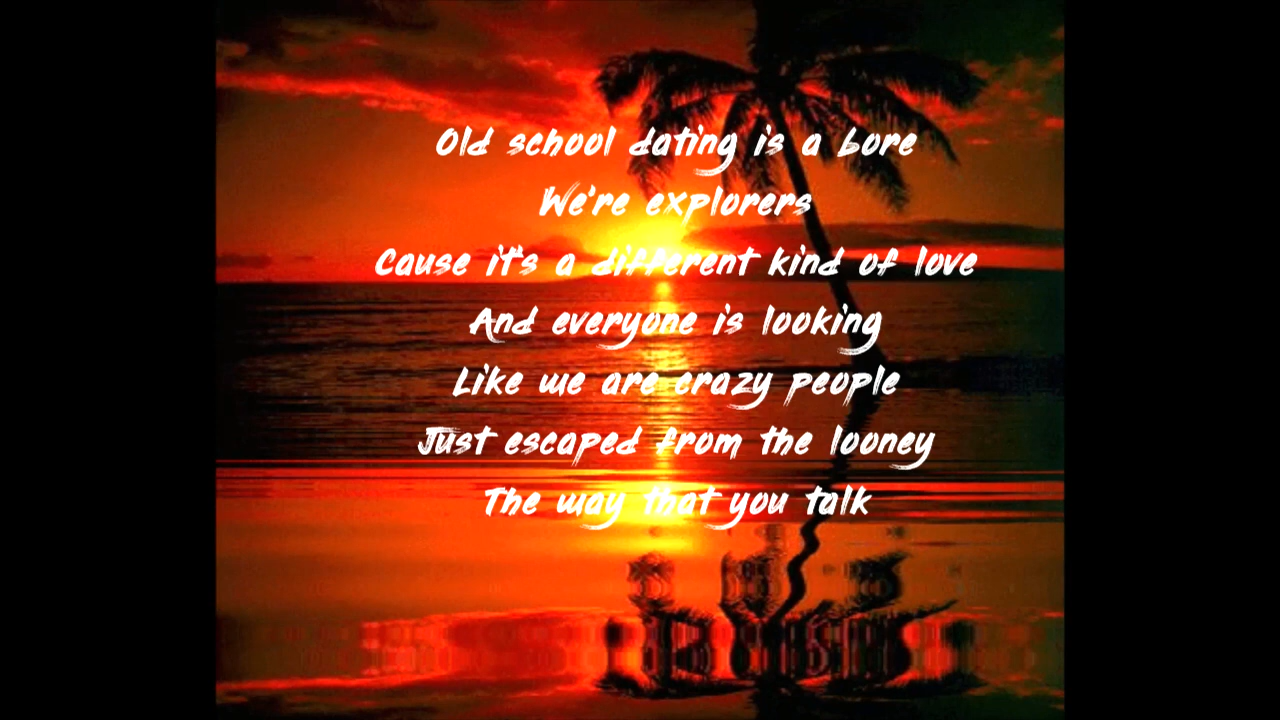 Old school dating is a bore
We're explorers
Cause it's a different kind of love
And everyone is looking
Like we are crazy people
Just escaped from the looney
The way that you talk